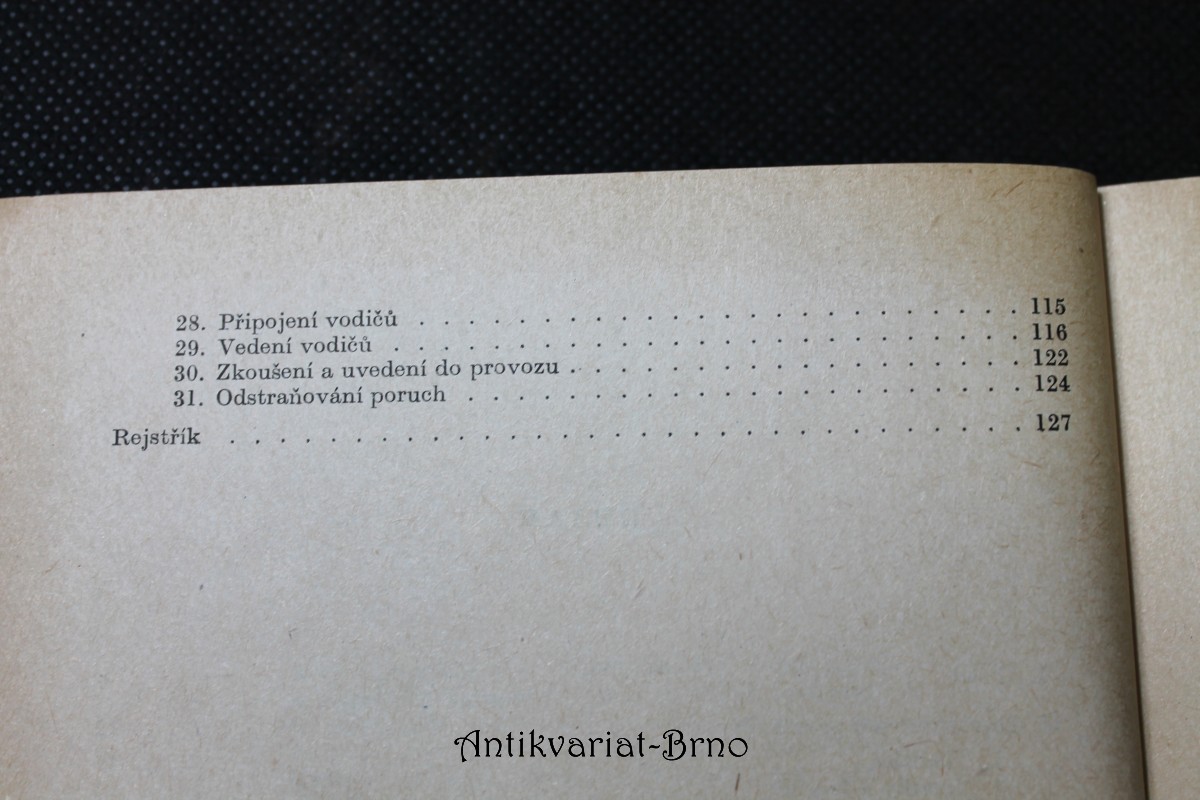 28. Připojení vodičů . . . . . . . . . . . . . . . . . . . . . . . . . 115
29. Vedení vodičů . . . . . . . . . . . . . . . . . . . . . . . . . . 116
30. Zkoušení a uvedení do provozu . . . . . . . . . . . . . . . . . . . 122
31. Odstraňování poruch . . . . . . . . . . . . . . . . . . . . . . . 124
Rejstřík . . . . . . . . . . . . . . . . . . . . . . . . . . . . . . . . . 127
Antikvariat-Brno